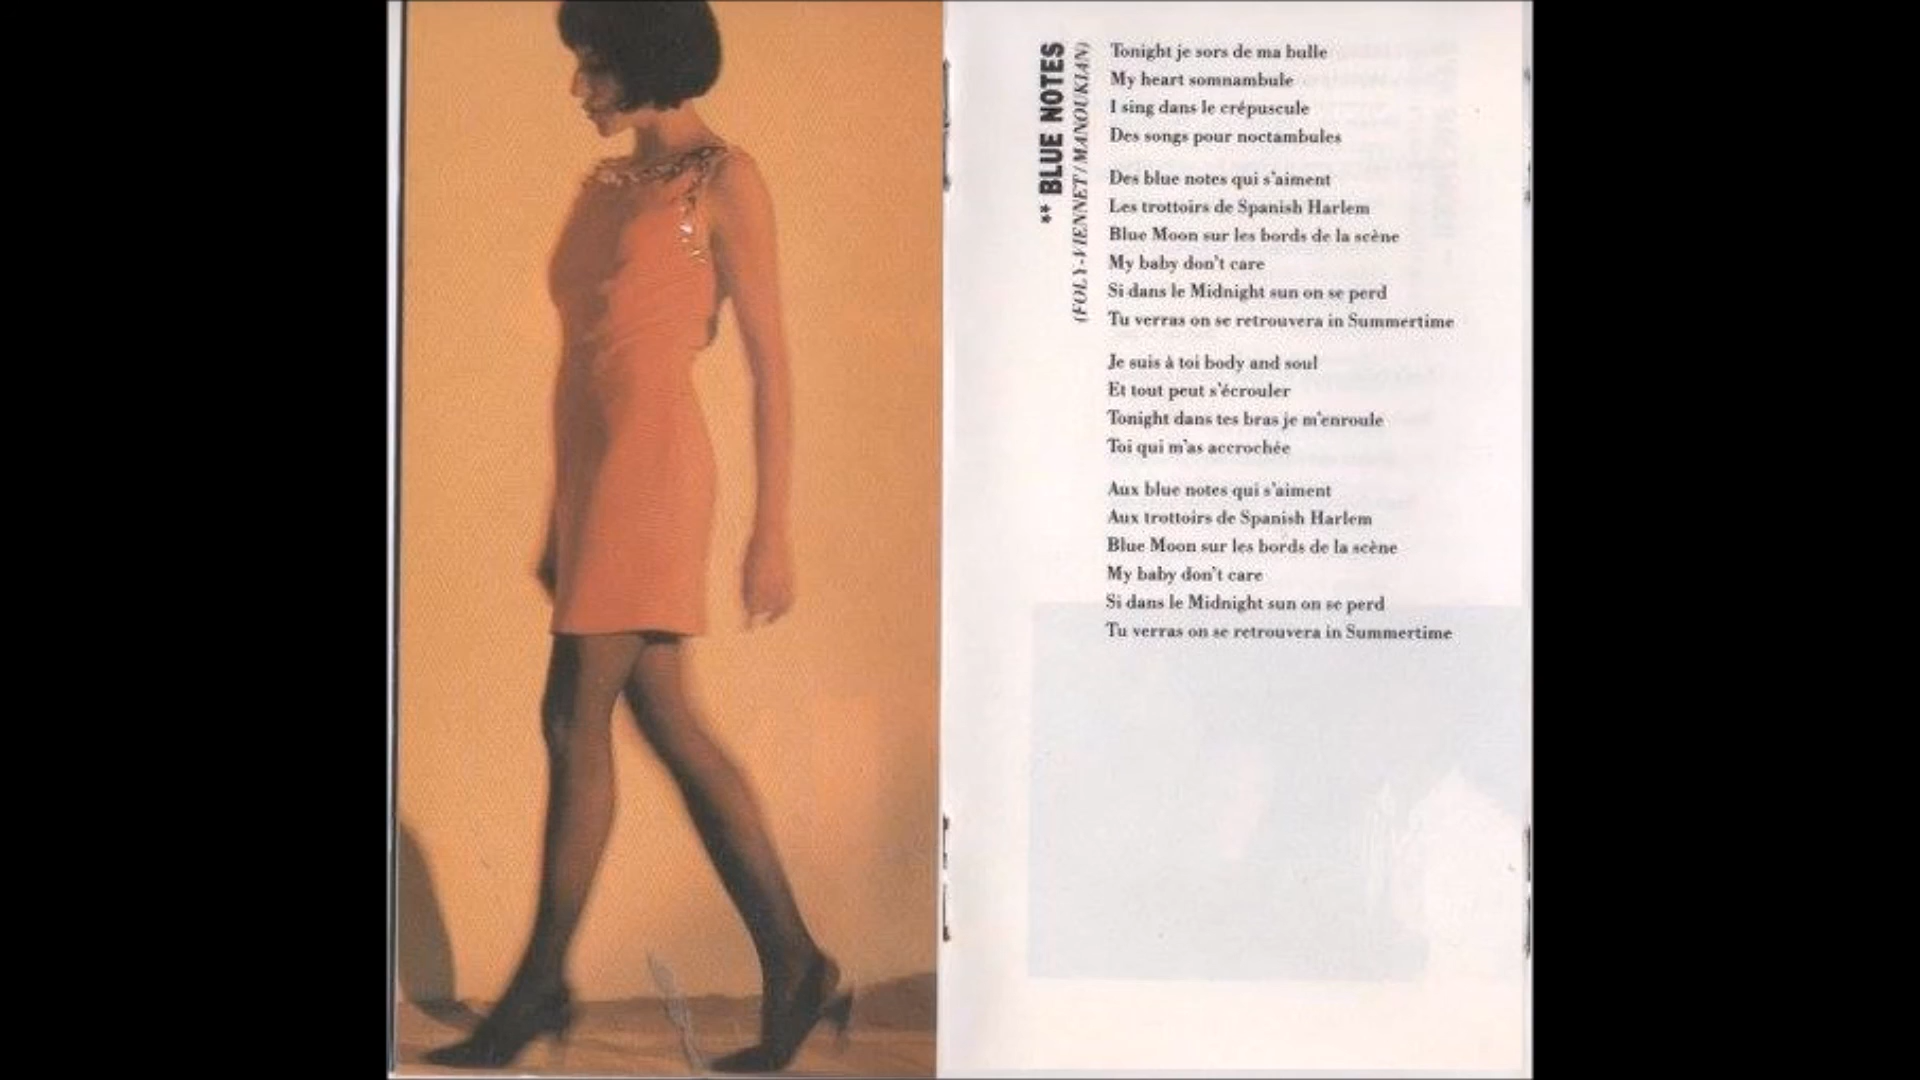 ** BLUE NOTES
(FOLY-VIENNET/MANOUKIAN)
Tonight je sors de ma bulle
My heart somnambule
I sing dans le crépuscule
Des songs pour noctambules
Des blue notes qui s'aiment
Les trottoirs de Spanish Harlem
Blue Moon sur les bords de la scène
My baby don't care
Si dans le Midnight sun on se perd
Tu verras on se retrouvera in Summertime
Je suis à toi body and soul
Et tout peut s'écrouler
Tonight dans tes bras je m'enroule
Toi qui m'as accrochée
Aux blue notes qui s'aiment
Aux trottoirs de Spanish Harlem
Blue Moon sur les bords de la scène
My baby don't care
Si dans le Midnight sun on se perd
Tu verras on se retrouvera in Summertime